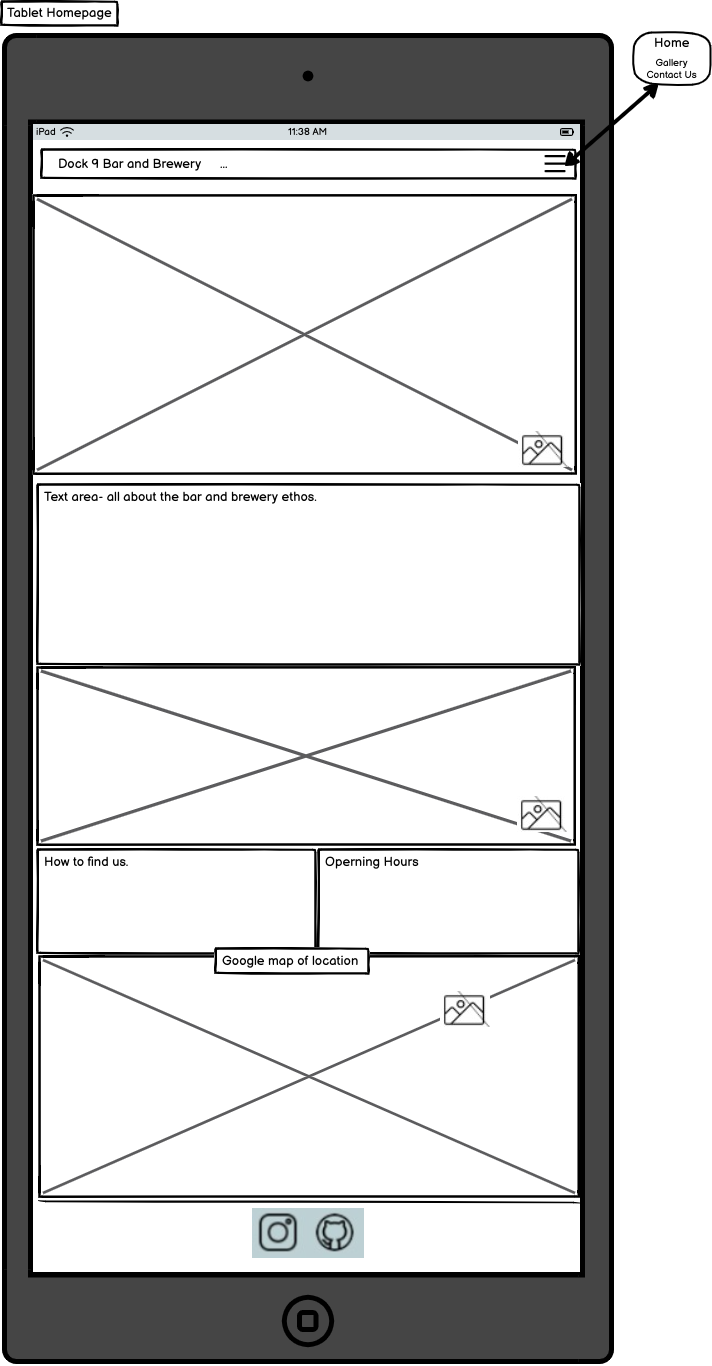 Tablet Homepage
Home
Gallery
Contact Us
iPad 11:38 AM
Dock 9 Bar and Brewery ...
Text area- all about the bar and brewery ethos.
How to find us.
Operning Hours
Google map of location